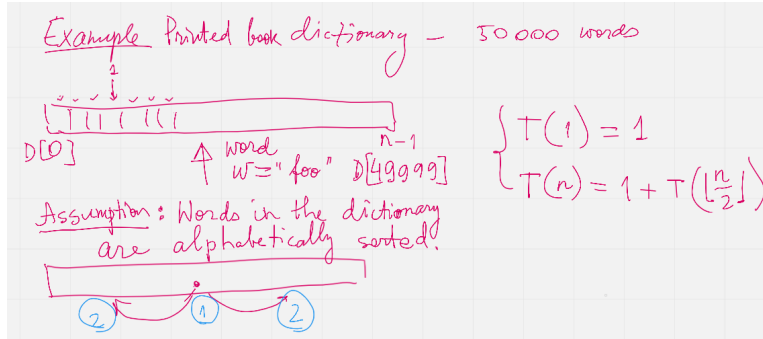 Example Printed book dictionary – 50000 words
1
D[0]
n-1
word
w="foo" D[49999]
T(1) = 1
T(n) = 1 + T(⌊n/2⌋)
Assumption: Words in the dictionary
are alphabetically sorted.
2 1 2